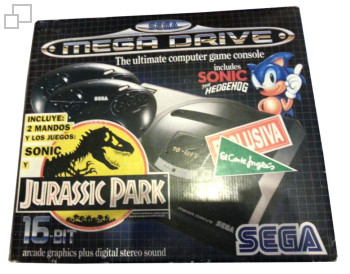 SEGA
MEGA DRIVE
The ultimate computer game console
includes
SONIC
THE
HEDGEHOG
SEGA
INCLUYE:
2 MANDOS
Y LOS JUEGOS:
SONIC
Y
JURASSIC PARK
EXCLUSIVA
El Corte Inglés
16-BIT
SEGA
arcade graphics plus digital stereo sound